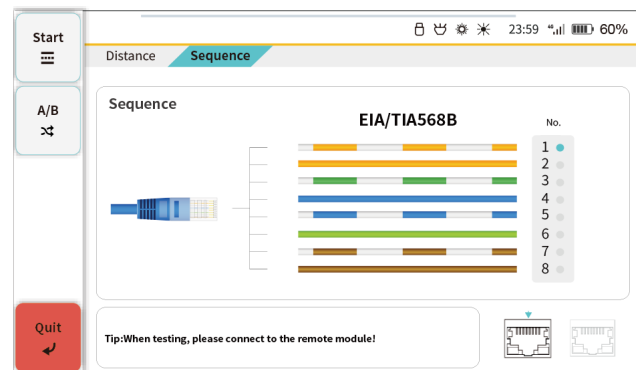 Start
23:59 4G 60%
Distance Sequence
A/B
Sequence
EIA/TIA568B
No.
1
2
3
4
5
6
7
8
Quit
Tip:When testing, please connect to the remote module!